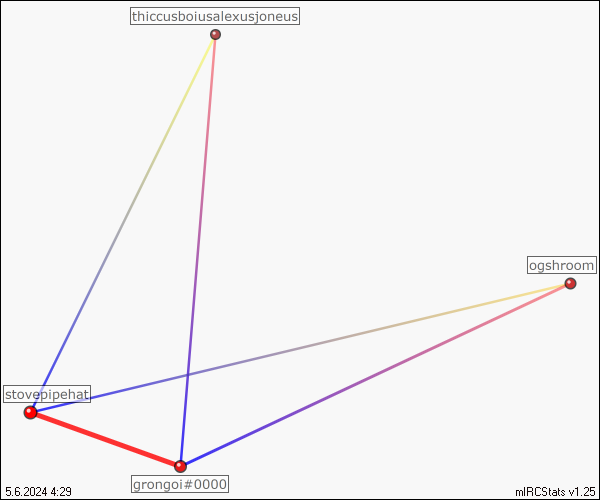 thiccusboiusalexusjoneus
ogshroom
stovepipehat
grongoi#0000
5.6.2024 4:29
mIRCStats v1.25